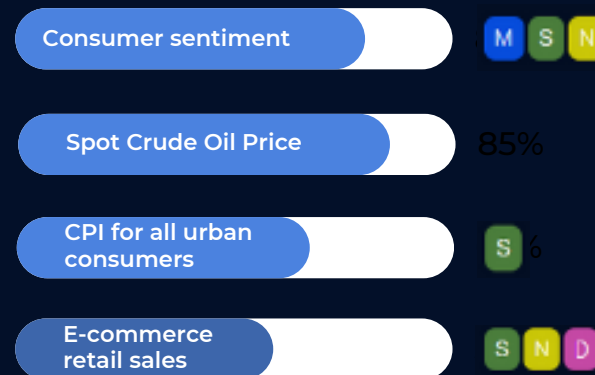 Consumer sentiment M S N
Spot Crude Oil Price 85%
CPI for all urban
consumers S %
E-commerce
retail sales S N D